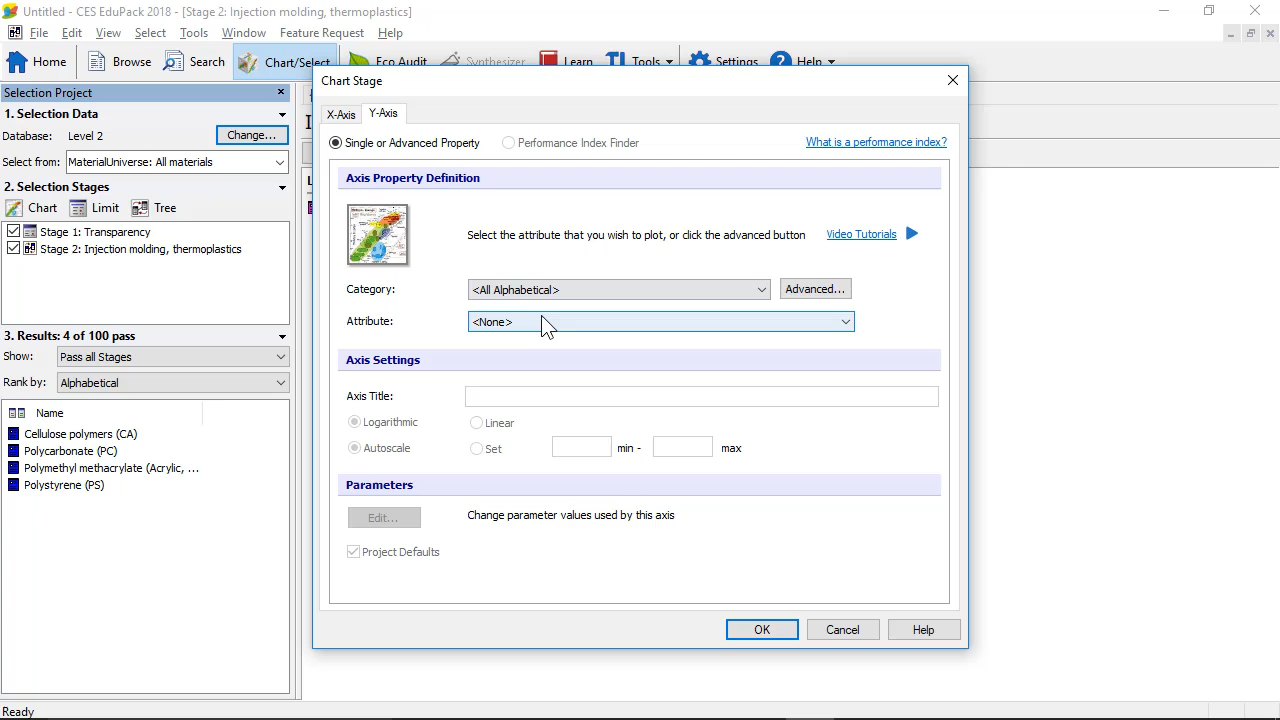 Untitled - CES EduPack 2018 - [Stage 2: Injection molding, thermoplastics]
File Edit View Select Tools Window Feature Request Help
Home Browse Search Chart/Select Eco Audit Synthesizer Learn Tools Settings Help
Selection Project
1. Selection Data
Database: Level 2 Change...
Select from: MaterialUniverse: All materials
2. Selection Stages
Chart Limit Tree
Stage 1: Transparency
Stage 2: Injection molding, thermoplastics
3. Results: 4 of 100 pass
Show: Pass all Stages
Rank by: Alphabetical
Name
Cellulose polymers (CA)
Polycarbonate (PC)
Polymethyl methacrylate (Acrylic, ...
Polystyrene (PS)
Ready
Chart Stage
X-Axis Y-Axis
Single or Advanced Property Performance Index Finder What is a performance index?
Axis Property Definition
Select the attribute that you wish to plot, or click the advanced button Video Tutorials
Category: <All Alphabetical> Advanced...
Attribute: <None>
Axis Settings
Axis Title:
Logarithmic Linear
Autoscale Set min - max
Parameters
Edit... Change parameter values used by this axis
Project Defaults
OK Cancel Help